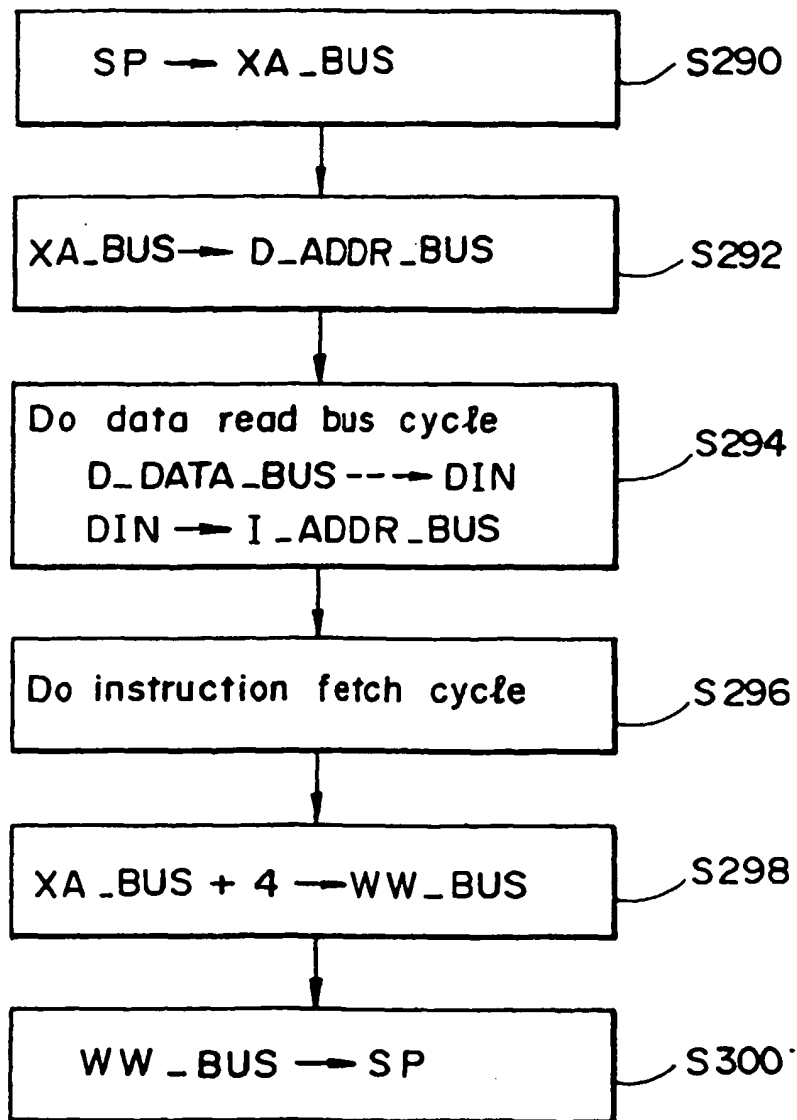 SP → XA_BUS
S290
XA_BUS → D_ADDR_BUS
S292
Do data read bus cycle
D_DATA_BUS --→ DIN
DIN → I_ADDR_BUS
S294
Do instruction fetch cycle
S296
XA_BUS + 4 → WW_BUS
S298
WW_BUS → SP
S300